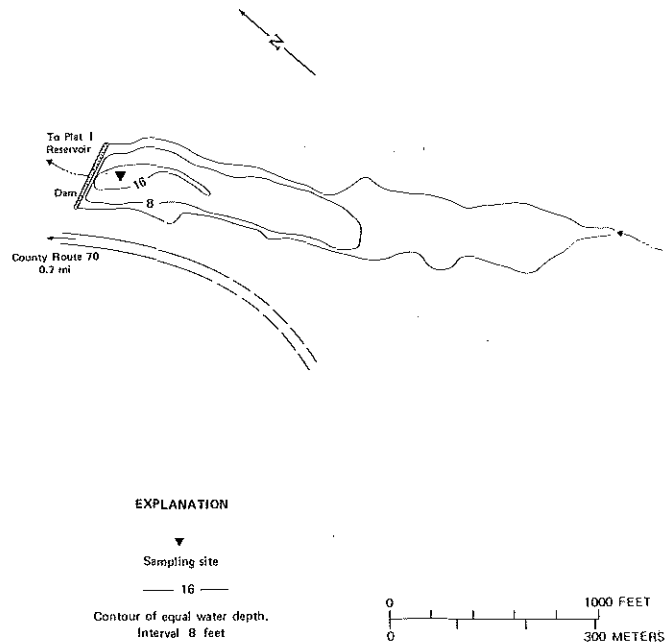 N
To Plat I
Reservoir
Dam
16
8
County Route 70
0.2 mi
EXPLANATION
Sampling site
16
Contour of equal water depth.
Interval 8 feet
0 1000 FEET
0 300 METERS